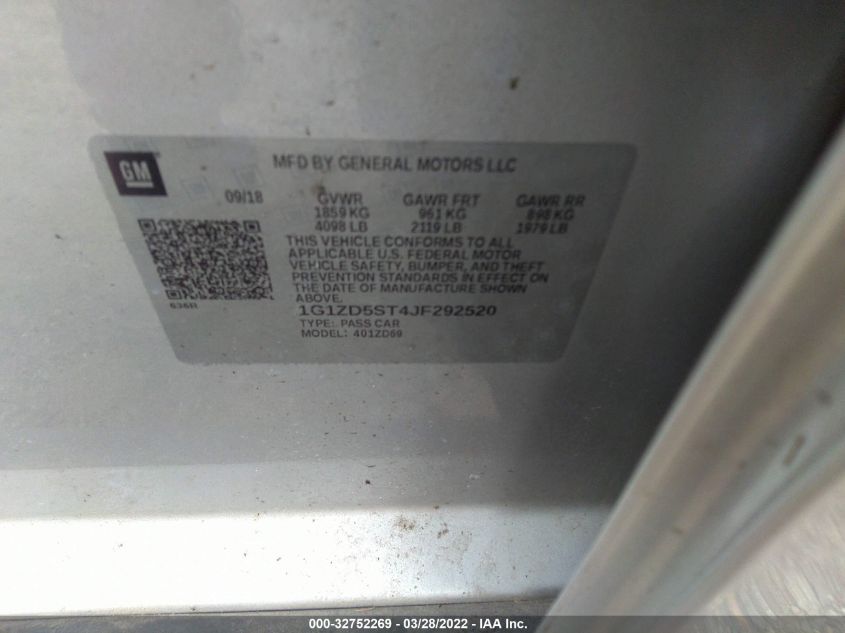 GM
MFD BY GENERAL MOTORS LLC
09/18 GVWR GAWR FRT GAWR RR
1859 KG 961 KG 898 KG
4098 LB 2119 LB 1979 LB
THIS VEHICLE CONFORMS TO ALL
APPLICABLE U.S. FEDERAL MOTOR
VEHICLE SAFETY, BUMPER, AND THEFT
PREVENTION STANDARDS IN EFFECT ON
THE DATE OF MANUFACTURE SHOWN
ABOVE.
1G1ZD5ST4JF292520
TYPE: PASS CAR
MODEL: 401ZD69
000-32752269 - 03/28/2022 - IAA Inc.